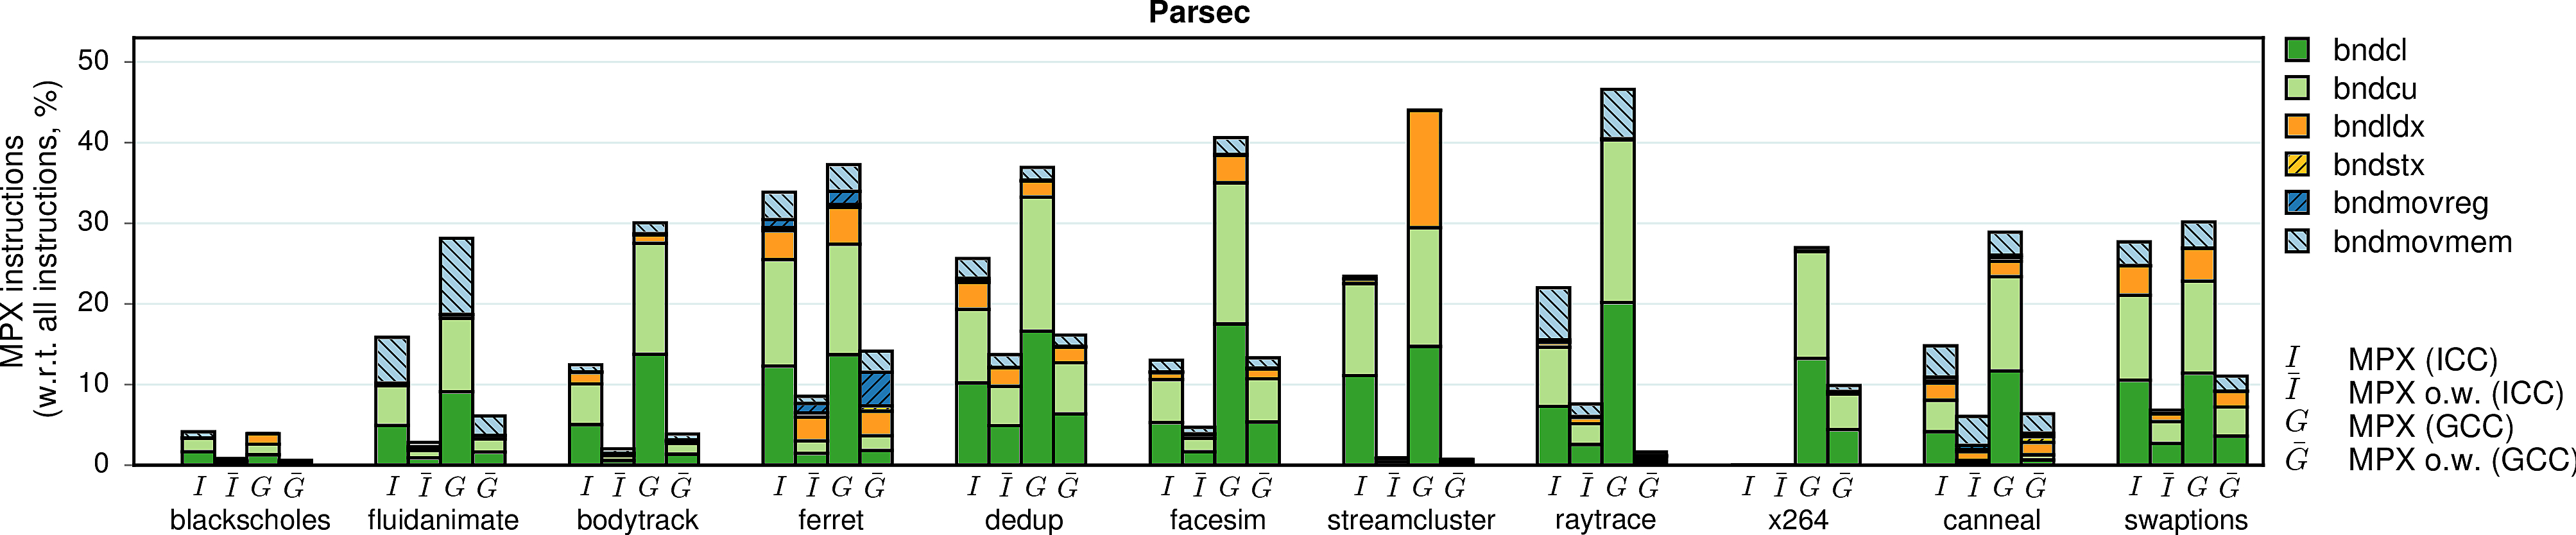 Parsec
MPX instructions
(w.r.t. all instructions, %)
50
40
30
20
10
0
I Ī G Ḡ I Ī G Ḡ I Ī G Ḡ I Ī G Ḡ I Ī G Ḡ I Ī G Ḡ I Ī G Ḡ I Ī G Ḡ I Ī G Ḡ I Ī G Ḡ I Ī G Ḡ
blackscholes fluidanimate bodytrack ferret dedup facesim streamcluster raytrace x264 canneal swaptions
bndcl
bndcu
bndldx
bndstx
bndmovreg
bndmovmem
I MPX (ICC)
Ī MPX o.w. (ICC)
G MPX (GCC)
Ḡ MPX o.w. (GCC)